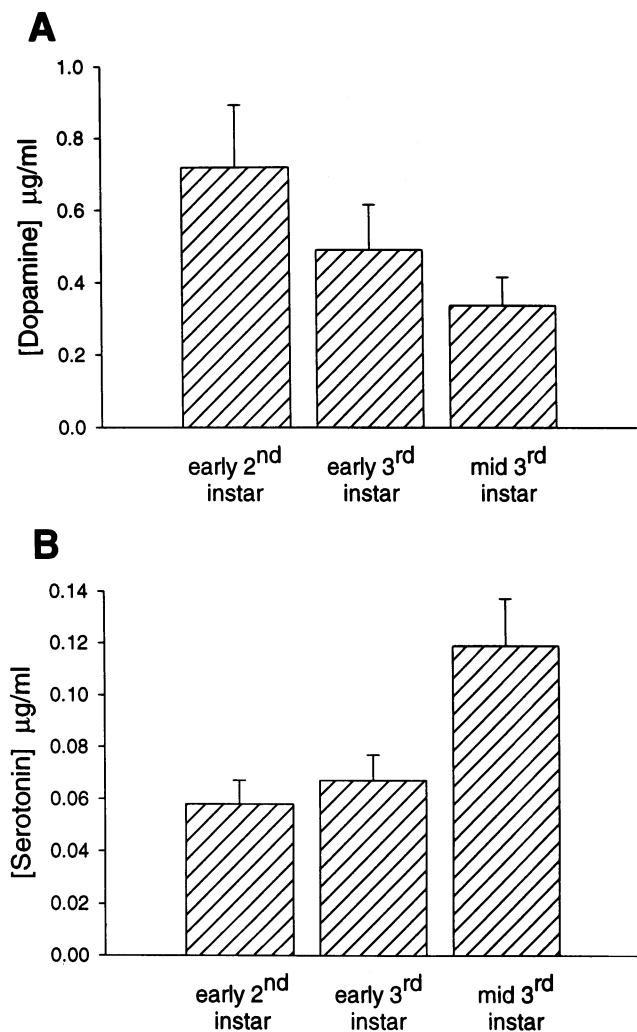 A
[Dopamine] µg/ml
1.0
0.8
0.6
0.4
0.2
0.0
early 2nd instar
early 3rd instar
mid 3rd instar
B
[Serotonin] µg/ml
0.14
0.12
0.10
0.08
0.06
0.04
0.02
0.00
early 2nd instar
early 3rd instar
mid 3rd instar